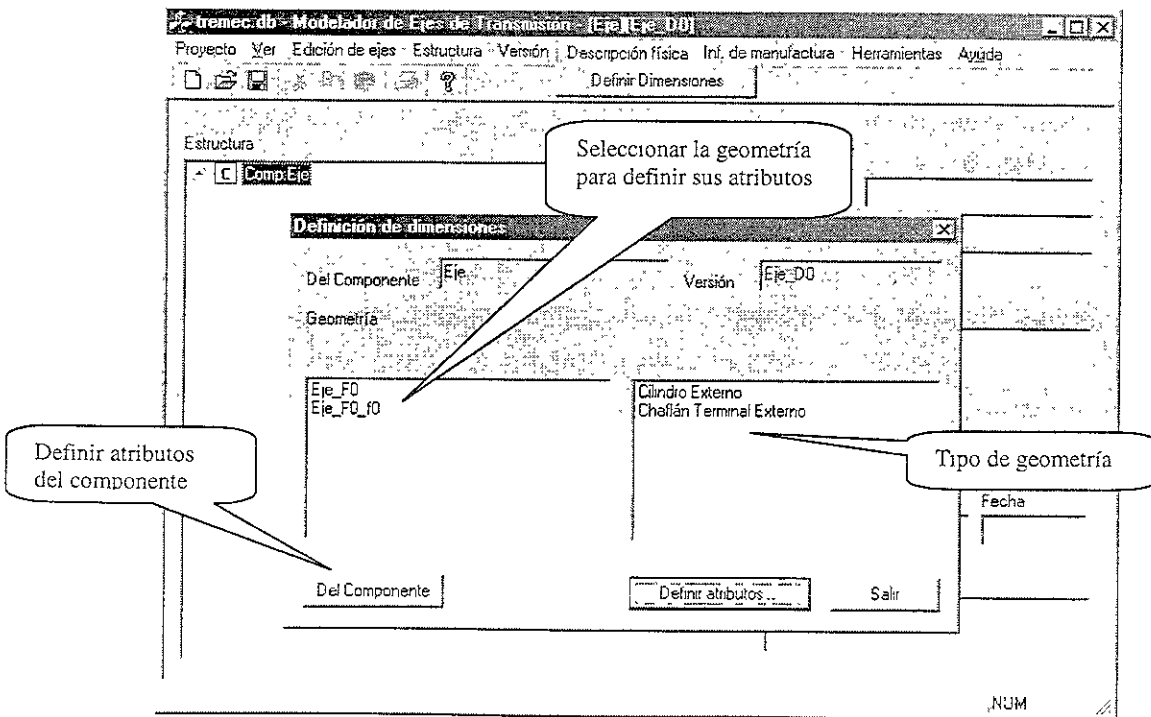 tremec.db - Modelador de Ejes de Transmisión - [Eje][Eje_D0]
Proyecto Ver Edición de ejes Estructura Versión Descripción física Inf. de manufactura Herramientas Ayuda
Definir Dimensiones
Estructura
C Comp:Eje
Seleccionar la geometría
para definir sus atributos
Definición de dimensiones
Del Componente Eje Versión Eje_D0
Geometría
Eje_F0
Eje_F0_f0
Cilindro Externo
Chaflán Terminal Externo
Definir atributos
del componente
Tipo de geometría
Fecha
Del Componente Definir atributos... Salir
NUM